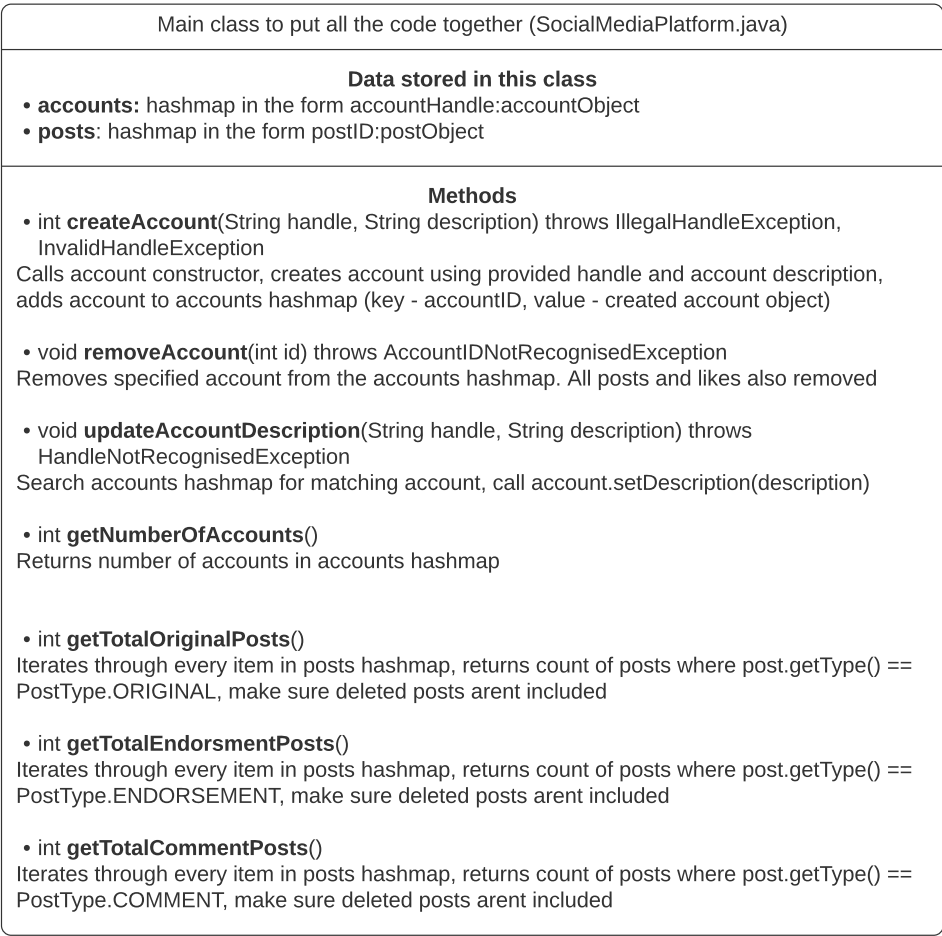 Main class to put all the code together (SocialMediaPlatform.java)
Data stored in this class
• accounts: hashmap in the form accountHandle:accountObject
• posts: hashmap in the form postID:postObject
Methods
• int createAccount(String handle, String description) throws IllegalHandleException,
InvalidHandleException
Calls account constructor, creates account using provided handle and account description,
adds account to accounts hashmap (key - accountID, value - created account object)
• void removeAccount(int id) throws AccountIDNotRecognisedException
Removes specified account from the accounts hashmap. All posts and likes also removed
• void updateAccountDescription(String handle, String description) throws
HandleNotRecognisedException
Search accounts hashmap for matching account, call account.setDescription(description)
• int getNumberOfAccounts()
Returns number of accounts in accounts hashmap
• int getTotalOriginalPosts()
Iterates through every item in posts hashmap, returns count of posts where post.getType() ==
PostType.ORIGINAL, make sure deleted posts arent included
• int getTotalEndorsmentPosts()
Iterates through every item in posts hashmap, returns count of posts where post.getType() ==
PostType.ENDORSEMENT, make sure deleted posts arent included
• int getTotalCommentPosts()
Iterates through every item in posts hashmap, returns count of posts where post.getType() ==
PostType.COMMENT, make sure deleted posts arent included